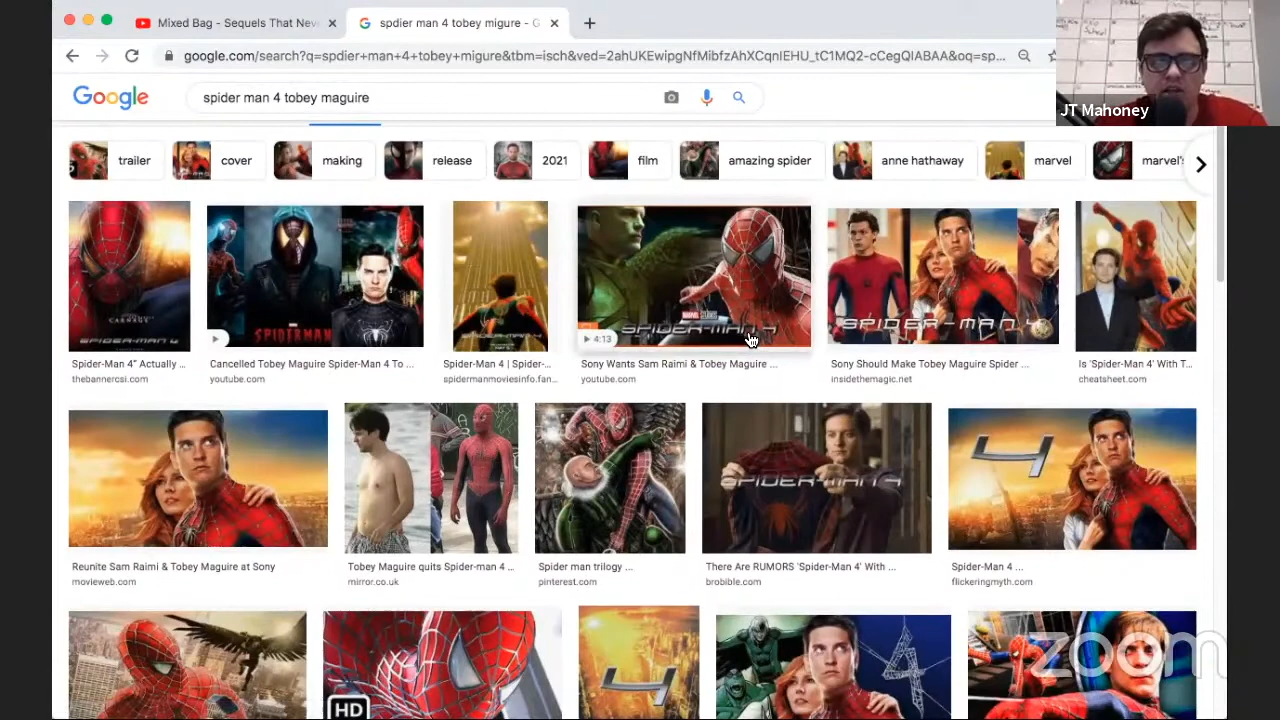 Mixed Bag - Sequels That Neve
spdier man 4 tobey migure - G
google.com/search?q=spdier+man+4+tobey+migure&tbm=isch&ved=2ahUKEwipgNfMibfzAhXCqnIEHU_tC1MQ2-cCegQIABAA&oq=sp...
JT Mahoney
Google
spider man 4 tobey maguire
trailer
cover
making
release
2021
film
amazing spider
anne hathaway
marvel
marvel's
CARNAGE
SPIDER-MAN
MARVEL STUDIOS
SPIDER-MAN 4
4:13
SPIDER-MAN 4
Spider-Man 4" Actually ...
thebannercsi.com
Cancelled Tobey Maguire Spider-Man 4 To ...
youtube.com
Spider-Man 4 | Spider-...
spidermanmoviesinfo.fan...
Sony Wants Sam Raimi & Tobey Maguire ...
youtube.com
Sony Should Make Tobey Maguire Spider ...
insidethemagic.net
Is 'Spider-Man 4' With T...
cheatsheet.com
SPIDER-MAN 4
4
Reunite Sam Raimi & Tobey Maguire at Sony
movieweb.com
Tobey Maguire quits Spider-man 4 ...
mirror.co.uk
Spider man trilogy ...
pinterest.com
There Are RUMORS 'Spider-Man 4' With ...
brobible.com
Spider-Man 4 ...
flickeringmyth.com
HD
4
4
zoom